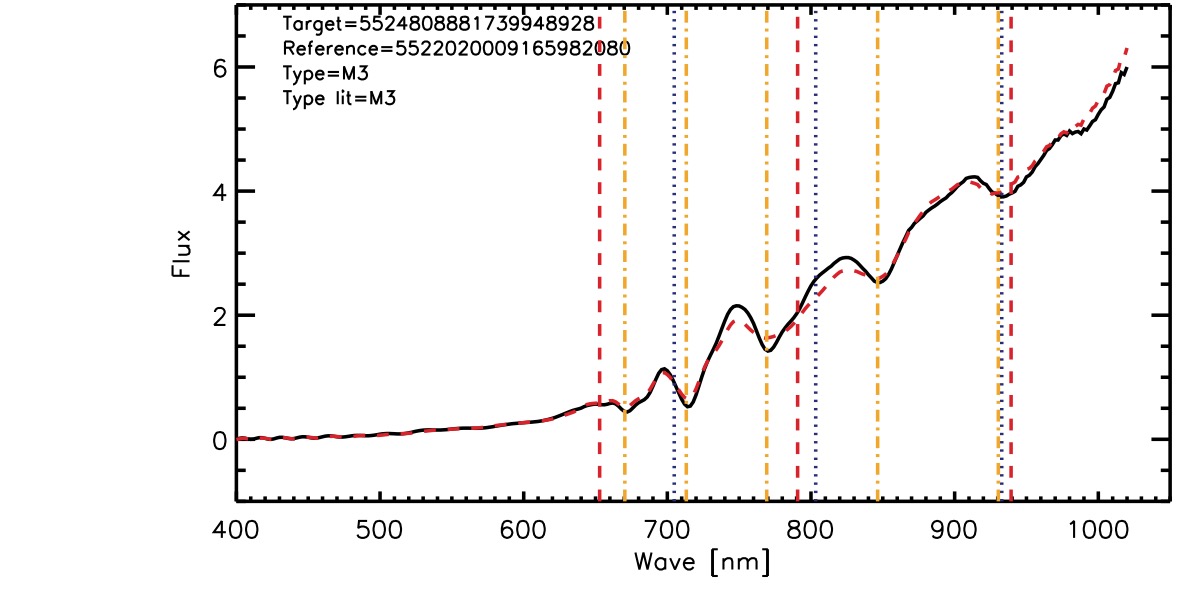 Target=5524808881739948928
Reference=5522020009165982080
Type=M3
Type lit=M3
6
4
2
0
Flux
400 500 600 700 800 900 1000
Wave [nm]